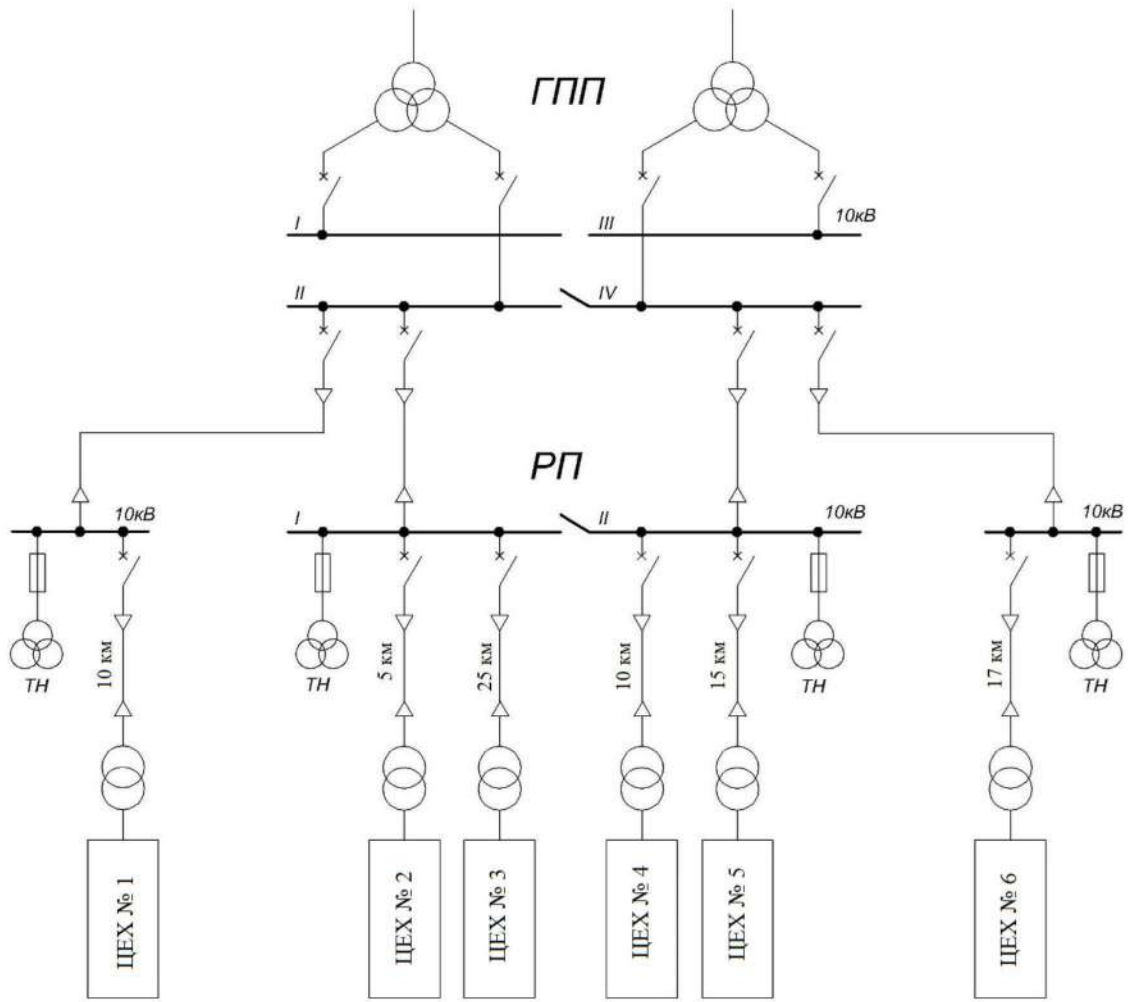 ГПП
I
III
10кВ
II
IV
РП
10кВ
I
II
10кВ
10кВ
ТН
10 км
ТН
5 км
25 км
10 км
15 км
ТН
17 км
ТН
ЦЕХ № 1
ЦЕХ № 2
ЦЕХ № 3
ЦЕХ № 4
ЦЕХ № 5
ЦЕХ № 6